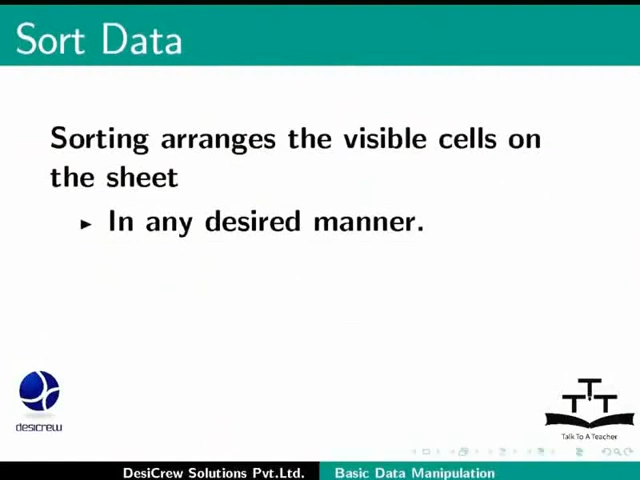 Sort Data
Sorting arranges the visible cells on
the sheet
In any desired manner.
desicrew
TTT
Talk To A Teacher
DesiCrew Solutions Pvt.Ltd.
Basic Data Manipulation